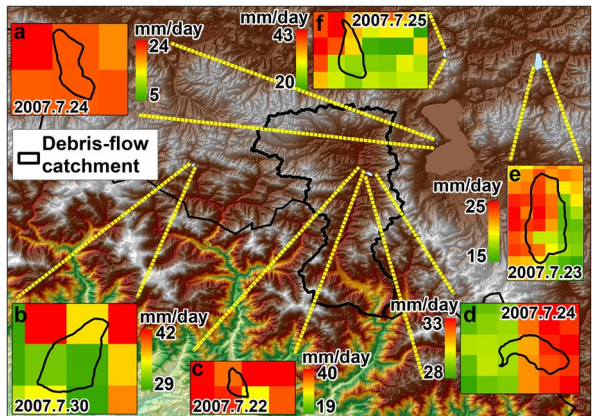 a
mm/day
24
5
2007.7.24
f
mm/day
43
20
2007.7.25
Debris-flow
catchment
e
mm/day
25
15
2007.7.23
b
mm/day
42
29
2007.7.30
c
mm/day
40
19
2007.7.22
d
mm/day
33
28
2007.7.24